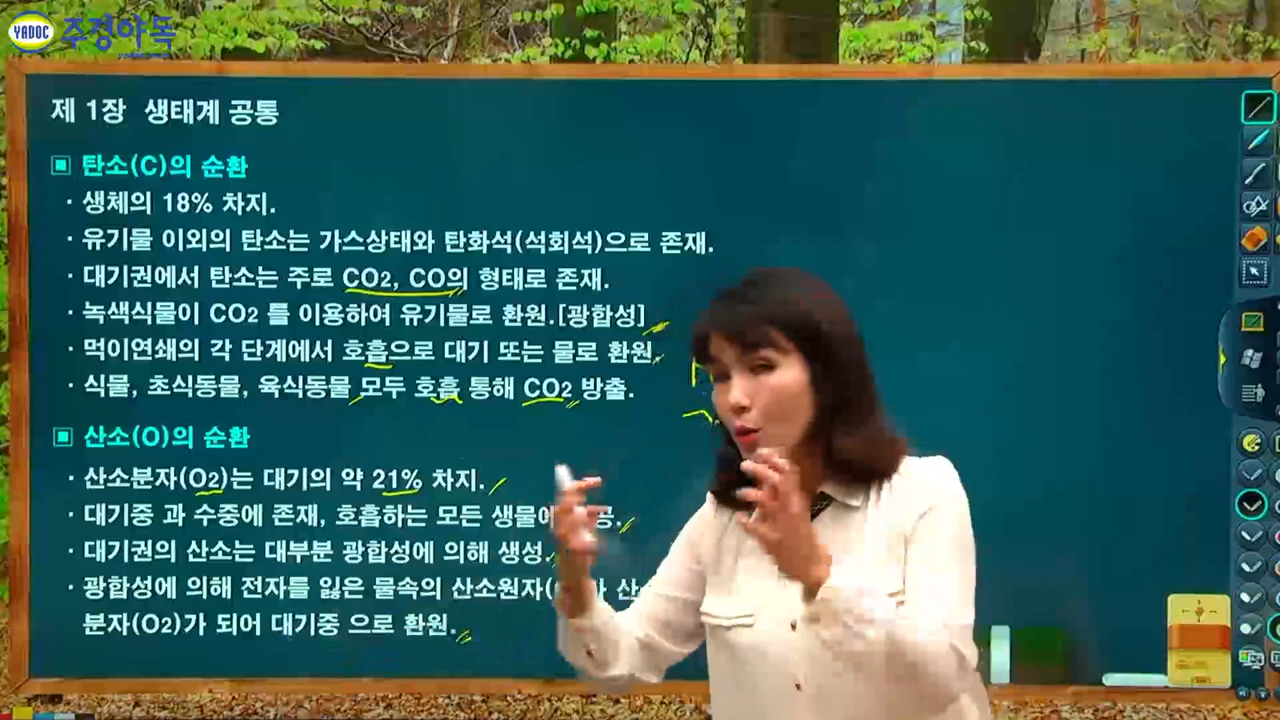 YADOC 주경야독
제 1장 생태계 공통
▣ 탄소(C)의 순환
· 생체의 18% 차지.
· 유기물 이외의 탄소는 가스상태와 탄화석(석회석)으로 존재.
· 대기권에서 탄소는 주로 CO2, CO의 형태로 존재.
· 녹색식물이 CO2 를 이용하여 유기물로 환원.[광합성]
· 먹이연쇄의 각 단계에서 호흡으로 대기 또는 물로 환원.
· 식물, 초식동물, 육식동물 모두 호흡 통해 CO2 방출.
▣ 산소(O)의 순환
· 산소분자(O2)는 대기의 약 21% 차지.
· 대기중 과 수중에 존재, 호흡하는 모든 생물에
· 대기권의 산소는 대부분 광합성에 의해 생성.
· 광합성에 의해 전자를 잃은 물속의 산소원자(
분자(O2)가 되어 대기중 으로 환원.